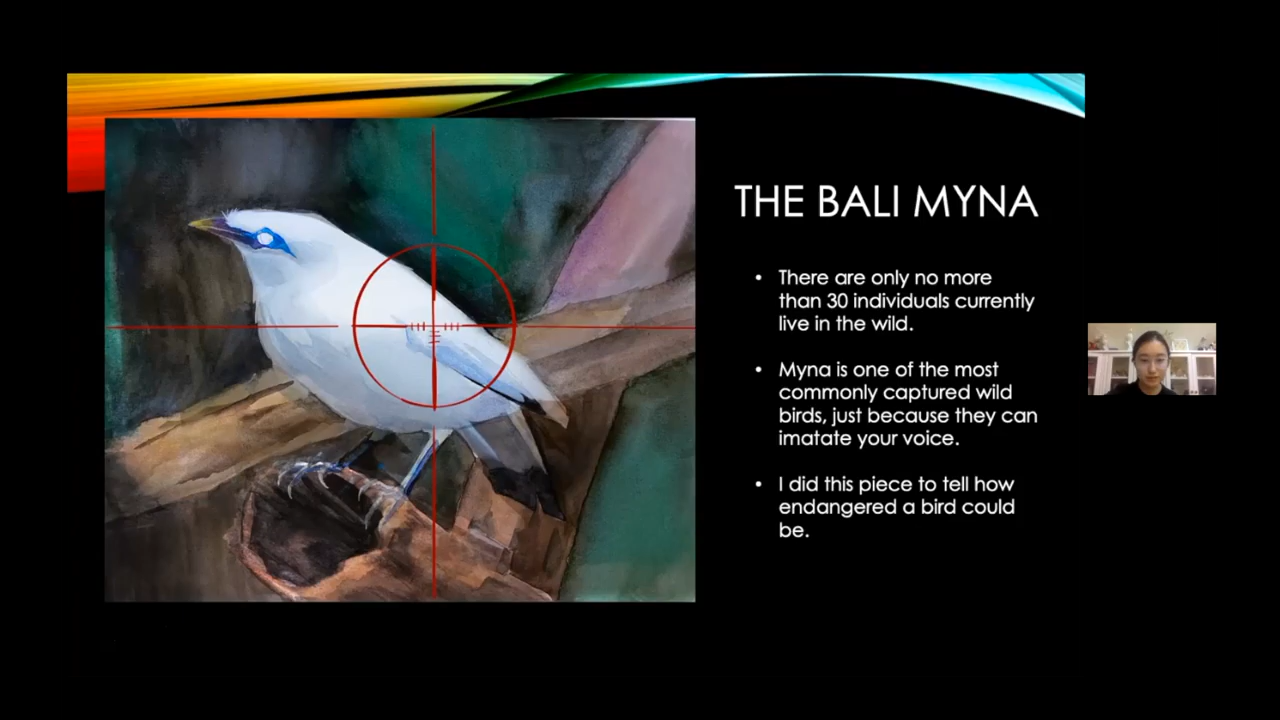 THE BALI MYNA
• There are only no more
than 30 individuals currently
live in the wild.
• Myna is one of the most
commonly captured wild
birds, just because they can
imatate your voice.
• I did this piece to tell how
endangered a bird could
be.